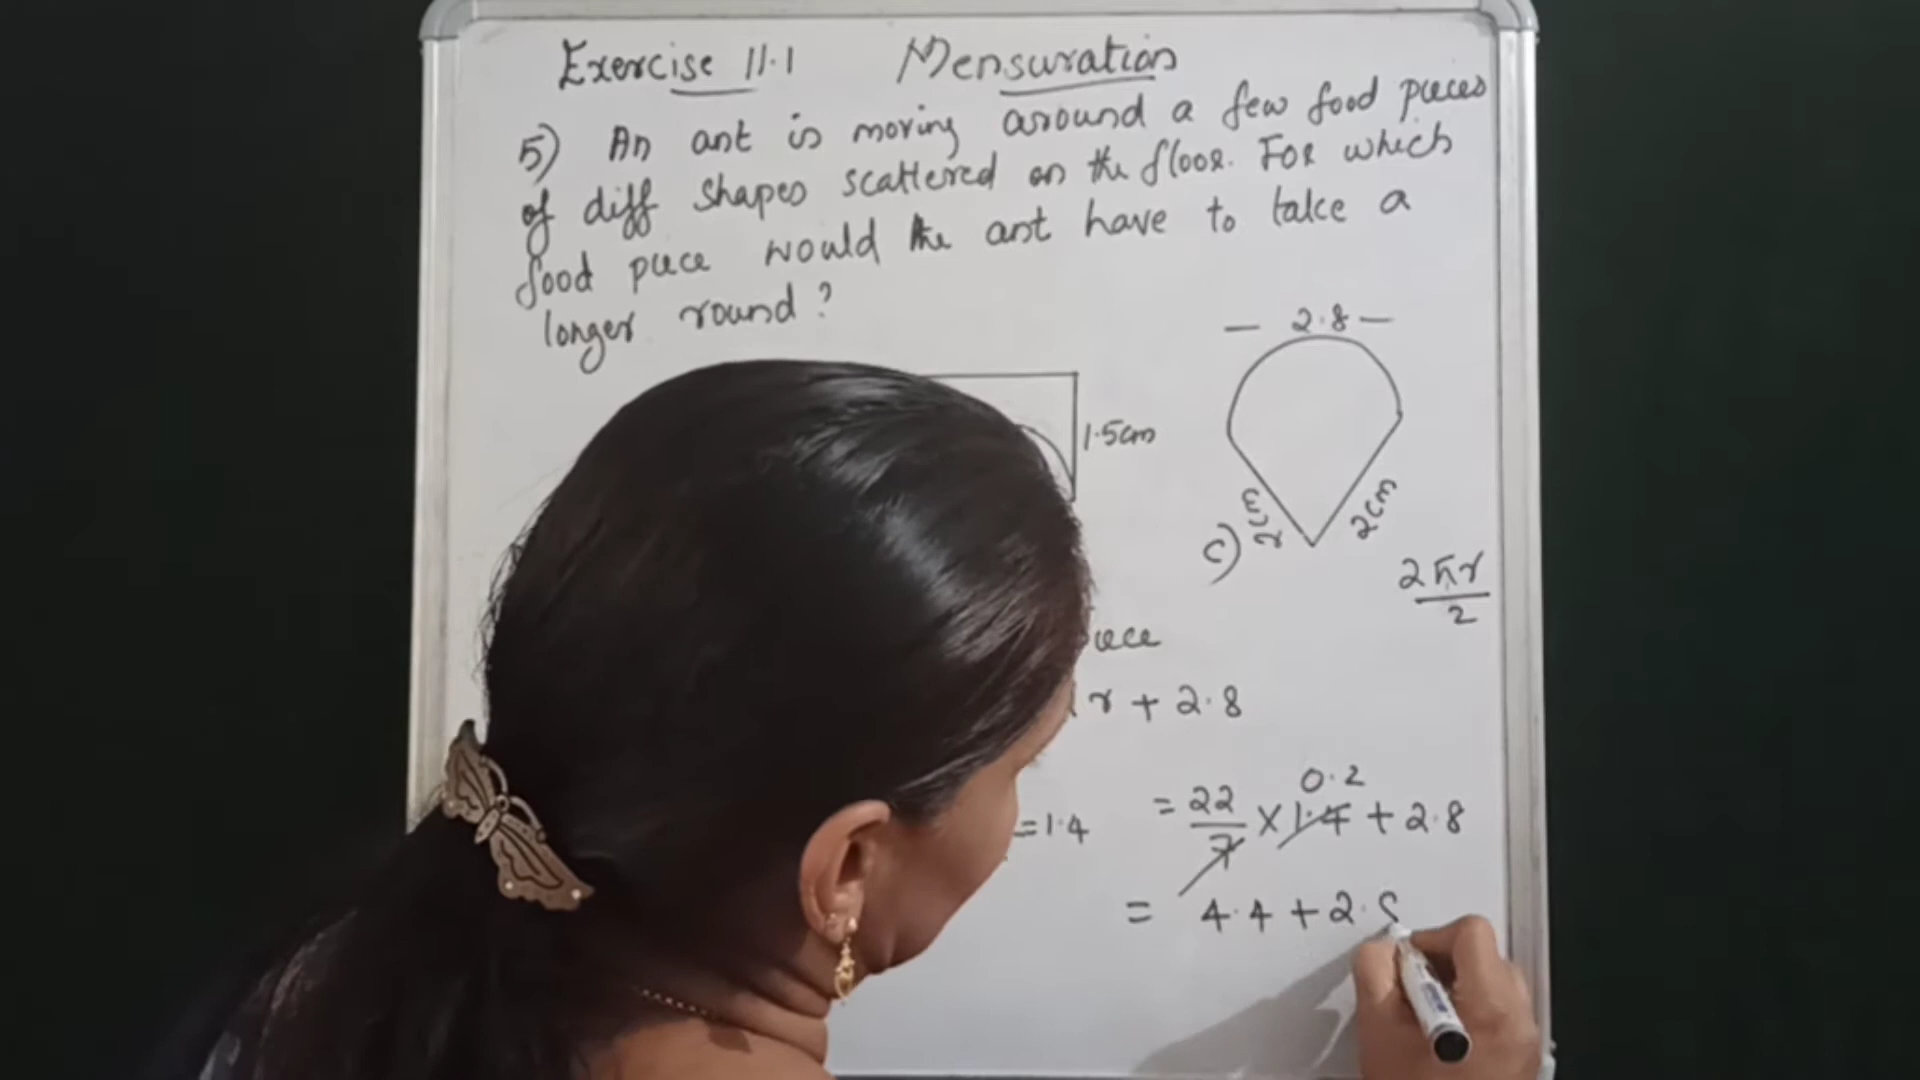 Exercise 11.1 Mensuration
5) An ant is moving around a few food pieces
of diff shapes scattered on the floor. For which
food piece would the ant have to take a
longer round?
2.8
1.5cm
c) 2cm 2cm
2πr
2
r + 2.8
0.2
=1.4 = 22 × 1.4 + 2.8
7
= 4.4 + 2.